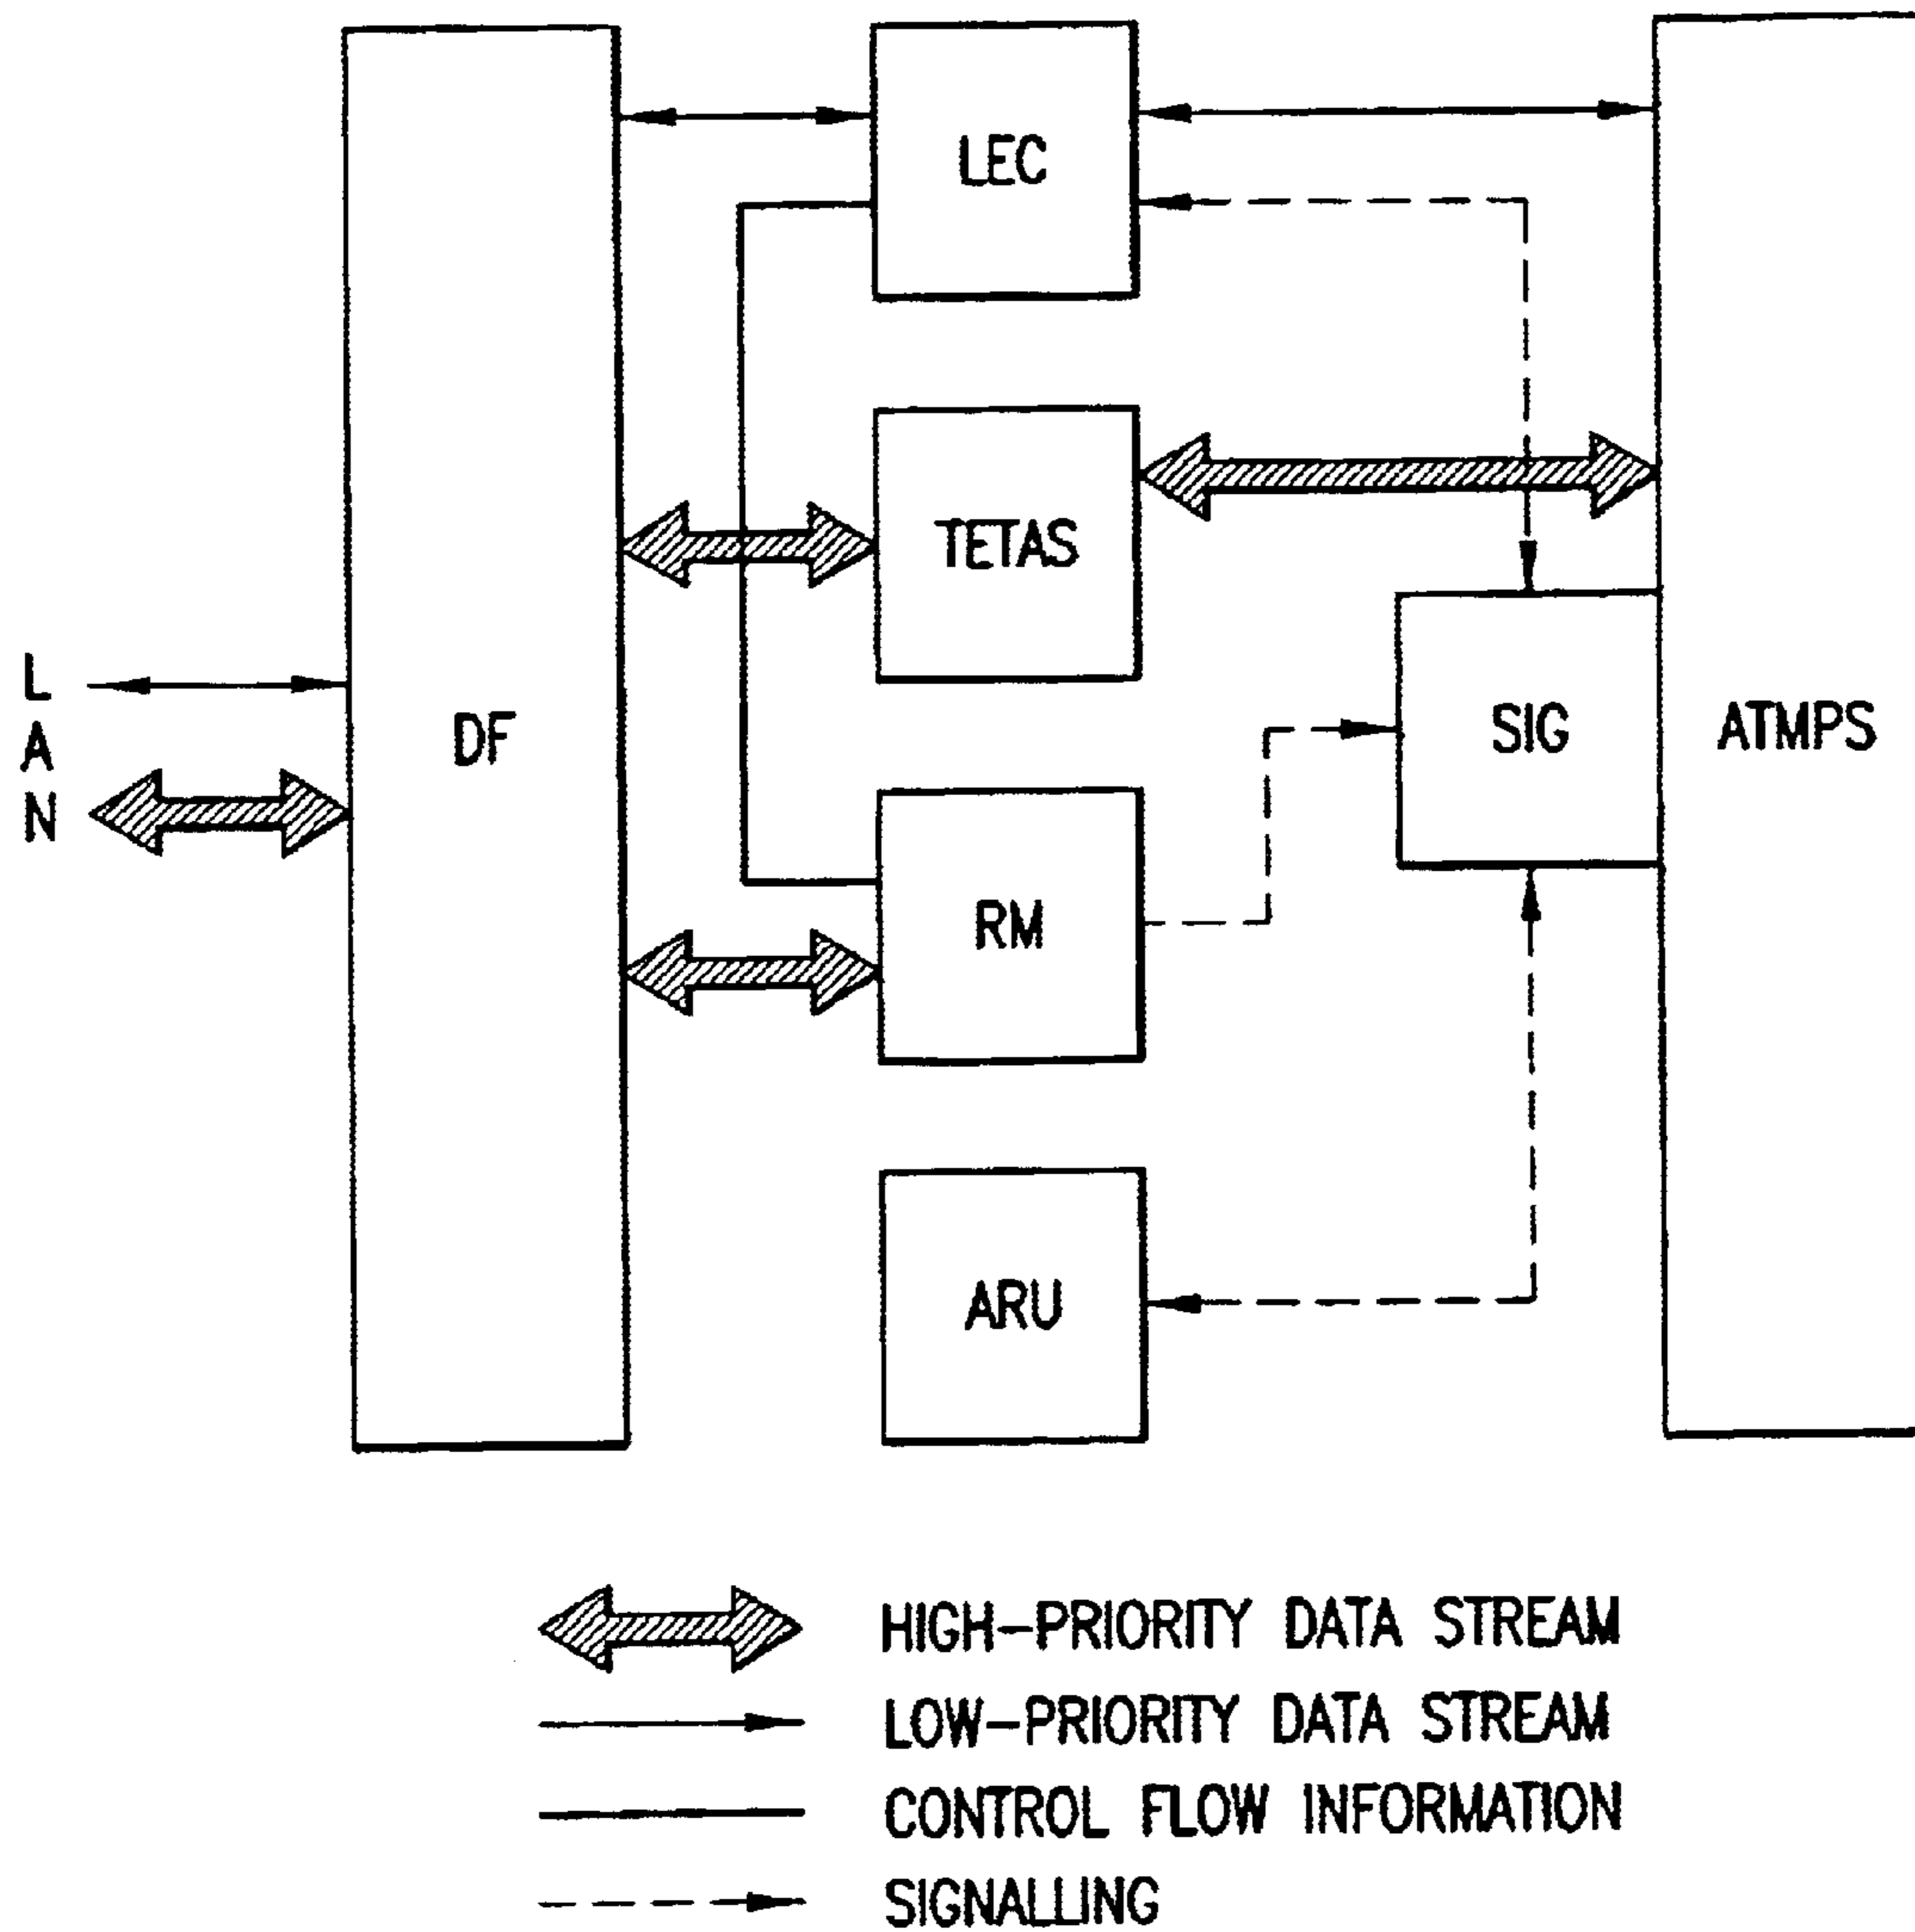 LEC
TETAS
LAN
DF
SIG
ATMPS
RM
ARU
HIGH-PRIORITY DATA STREAM
LOW-PRIORITY DATA STREAM
CONTROL FLOW INFORMATION
SIGNALLING